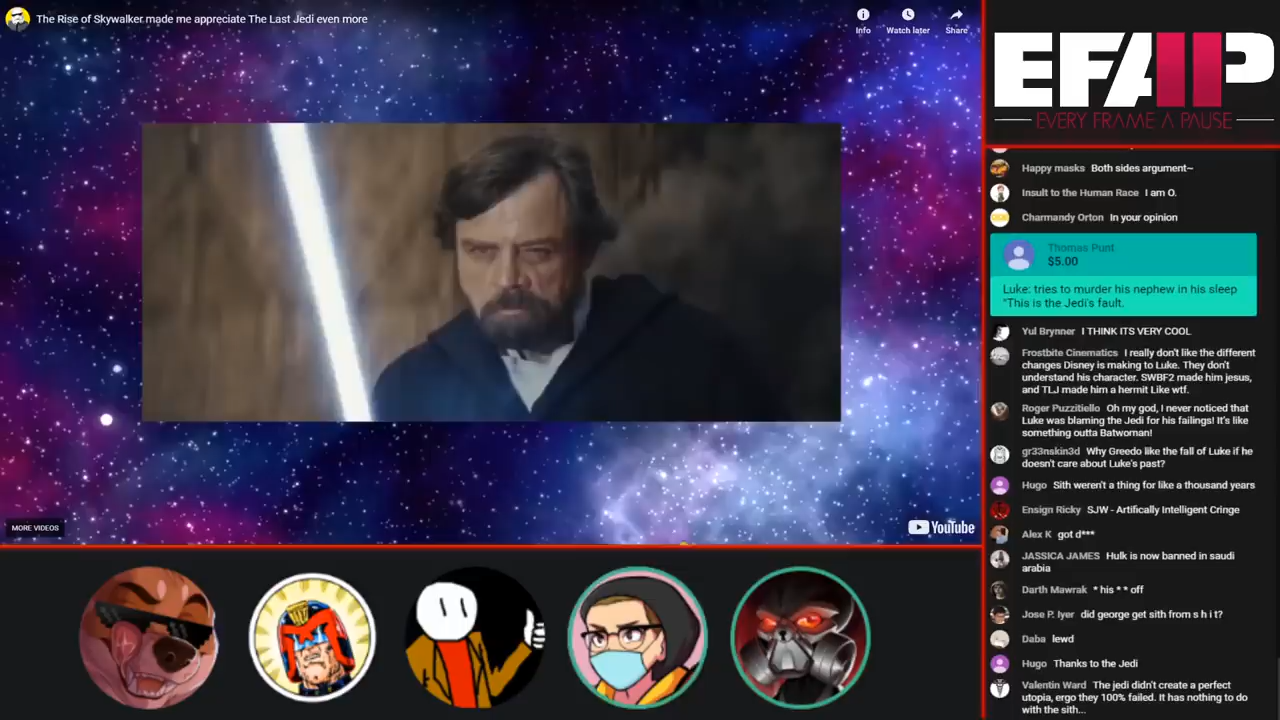 The Rise of Skywalker made me appreciate The Last Jedi even more
Info
Watch later
Share
MORE VIDEOS
YouTube
EFAP
EVERY FRAME A PAUSE
Happy masks Both sides argument~
Insult to the Human Race I am O.
Charmandy Orton In your opinion
Thomas Punt
$5.00
Luke: tries to murder his nephew in his sleep
"This is the Jedi's fault.
Yul Brynner I THINK ITS VERY COOL
Frostbite Cinematics I really don't like the different
changes Disney is making to Luke. They don't
understand his character. SWBF2 made him jesus,
and TLJ made him a hermit Like wtf.
Roger Puzzitiello Oh my god, I never noticed that
Luke was blaming the Jedi for his failings! It's like
something outta Batwoman!
gr33nskin3d Why Greedo like the fall of Luke if he
doesn't care about Luke's past?
Hugo Sith weren't a thing for like a thousand years
Ensign Ricky SJW - Artifically Intelligent Cringe
Alex K got d***
JASSICA JAMES Hulk is now banned in saudi
arabia
Darth Mawrak * his * * off
Jose P. Iyer did george get sith from s h i t?
Daba lewd
Hugo Thanks to the Jedi
Valentin Ward The jedi didn't create a perfect
utopia, ergo they 100% failed. It has nothing to do
with the sith...